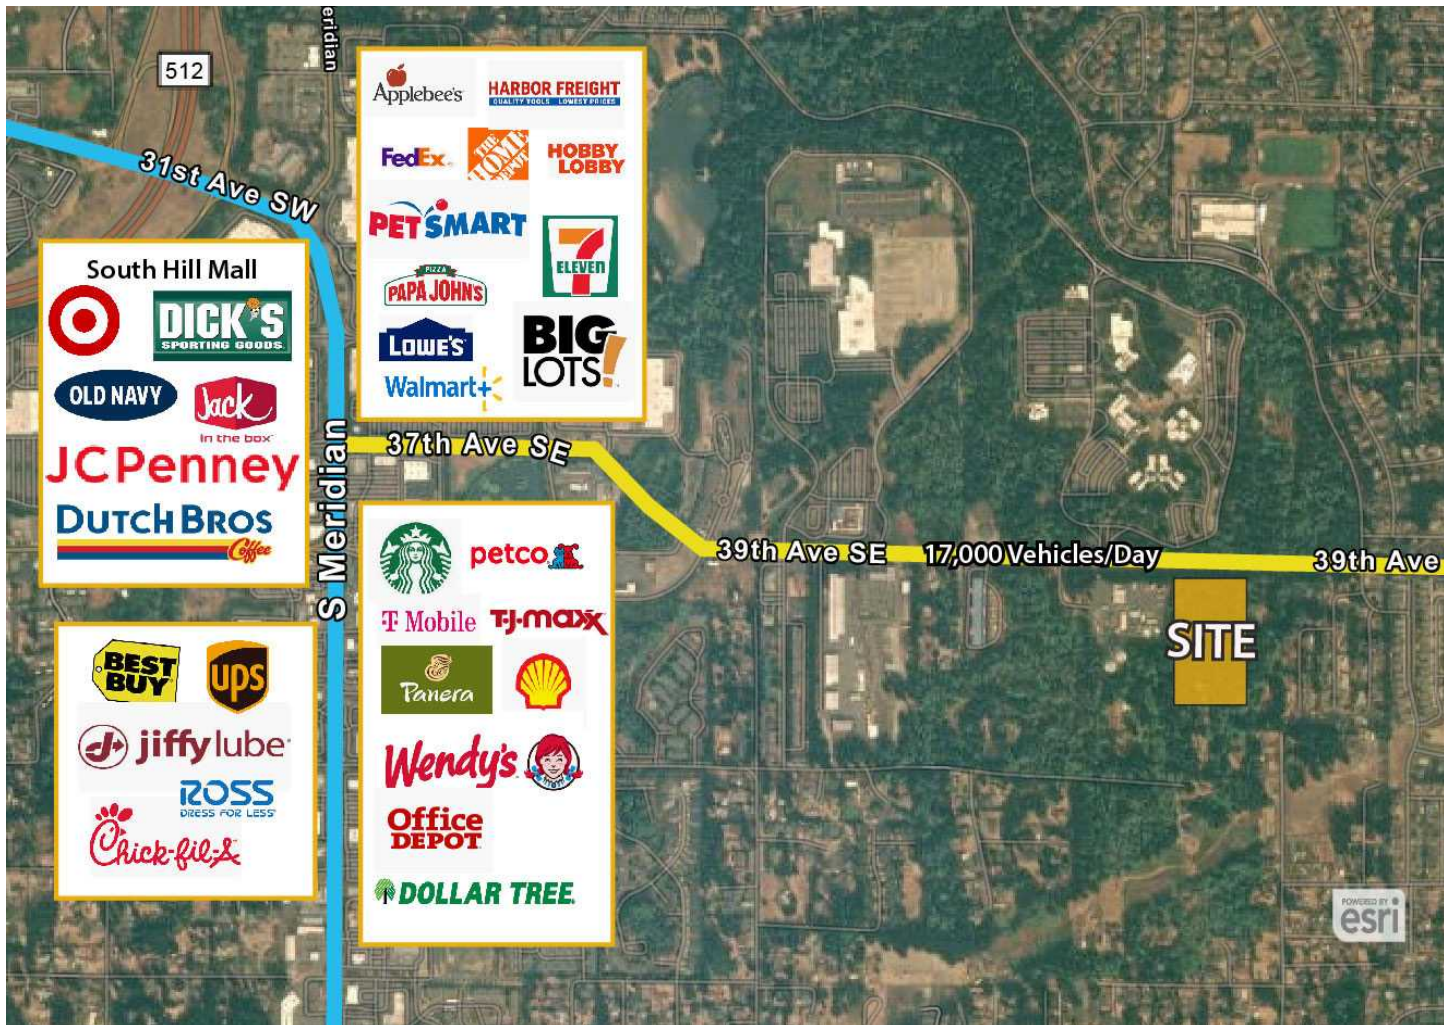 eridian
512
31st Ave SW
Applebee's
HARBOR FREIGHT
QUALITY TOOLS LOWEST PRICES
FedEx
THE HOME DEPOT
HOBBY LOBBY
PETSMART
7 ELEVEN
PIZZA
PAPA JOHN'S
LOWE'S
BIG LOTS!
Walmart+
South Hill Mall
DICK'S
SPORTING GOODS
OLD NAVY
Jack
in the box
JCPenney
DUTCH BROS
Coffee
S Meridian
37th Ave SE
39th Ave SE
17,000 Vehicles/Day
39th Ave
SITE
petco
T Mobile
T.J.maxx
Panera
Wendy's
Office
DEPOT
DOLLAR TREE
BEST
BUY
ups
jiffy lube
ROSS
DRESS FOR LESS
Chick-fil-A
POWERED BY
esri